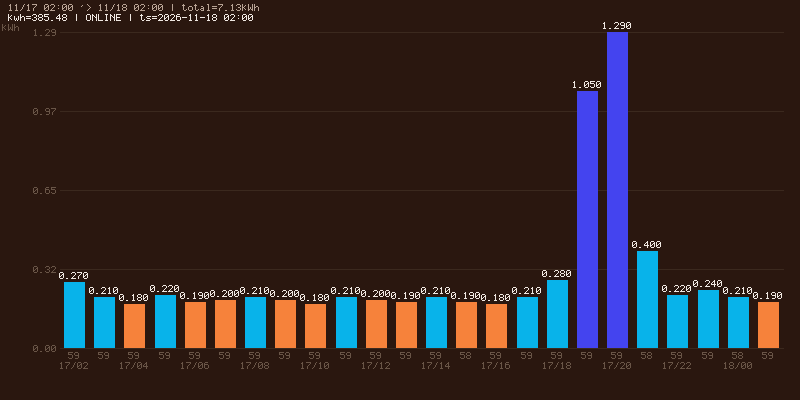 11/17 02:00 -> 11/18 02:00 | total=7.13kWh
Kwh=385.48 | ONLINE | ts=2026-11-18 02:00
kWh
1.29
0.97
0.65
0.32
0.00
0.270 0.210 0.180 0.220 0.190 0.200 0.210 0.200 0.180 0.210 0.200 0.190 0.210 0.190 0.180 0.210 0.280 1.050 1.290 0.400 0.220 0.240 0.210 0.190
59 59 59 59 59 59 59 59 59 59 59 59 59 58 59 59 59 59 59 58 59 59 58 59
17/02 17/04 17/06 17/08 17/10 17/12 17/14 17/16 17/18 17/20 17/22 18/00